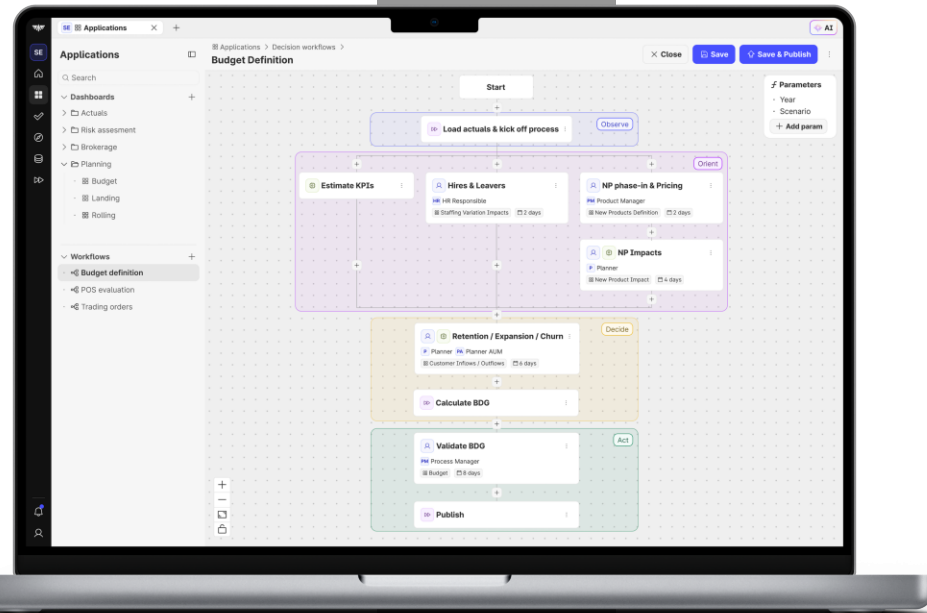 SE Applications
AI
SE
Applications
Applications > Decision workflows >
Budget Definition
Close
Save
Save & Publish
Search
Dashboards
Actuals
Risk assesment
Brokerage
Planning
Budget
Landing
Rolling
Workflows
Budget definition
POS evaluation
Trading orders
Parameters
Year
Scenario
Add param
Start
Load actuals & kick off process
Observe
Orient
Estimate KPIs
Hires & Leavers
HR HR Responsible
Staffing Variation Impacts 2 days
NP phase-in & Pricing
PM Product Manager
New Products Definition 2 days
NP Impacts
P Planner
New Product Impact 4 days
Decide
Retention / Expansion / Churn
P Planner PA Planner AUM
Customer Inflows / Outflows 6 days
Calculate BDG
Act
Validate BDG
PM Process Manager
Budget 8 days
Publish